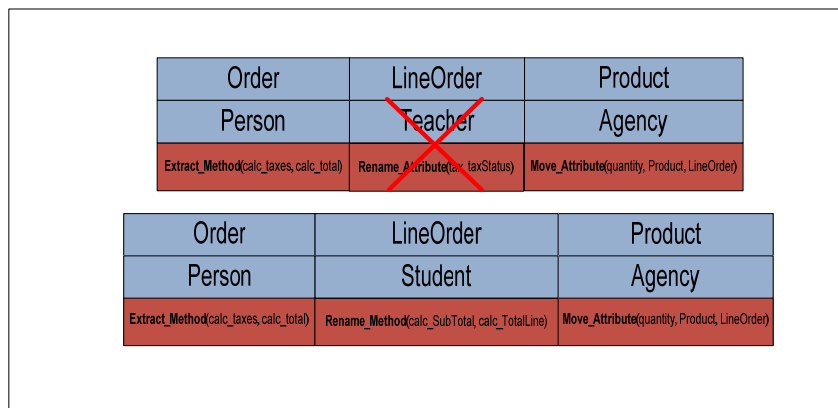 Order LineOrder Product
Person Teacher Agency
Extract_Method(calc_taxes, calc_total) Rename_Attribute(tax, taxStatus) Move_Attribute(quantity, Product, LineOrder)
Order LineOrder Product
Person Student Agency
Extract_Method(calc_taxes, calc_total) Rename_Method(calc_SubTotal, calc_TotalLine) Move_Attribute(quantity, Product, LineOrder)